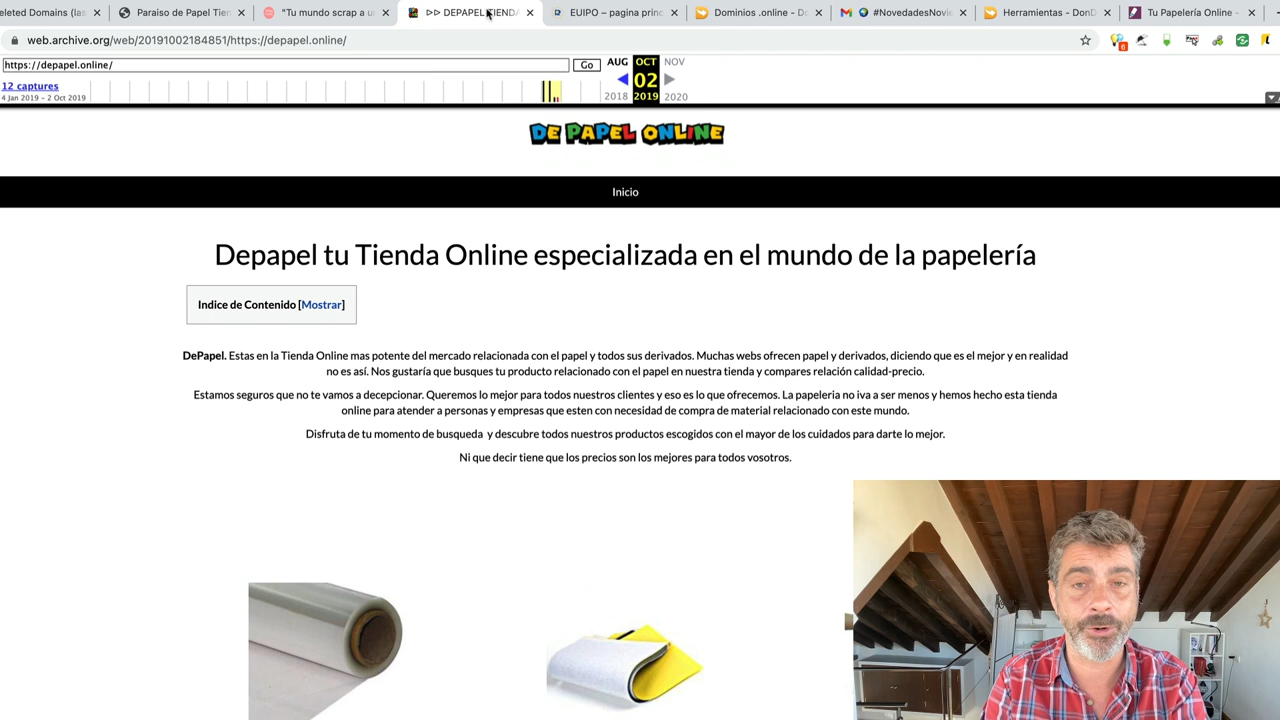 eleted Domains (las
Paraiso de Papel Tien
"Tu mundo scrap a un
▷▷ DEPAPEL TIENDA
EUIPO – pagina princ
Dominios .online - Do
#NovedadesNovie
Herramientas - DonD
Tu Papelería Online -
web.archive.org/web/20191002184851/https://depapel.online/
6
https://depapel.online/
Go
AUG
OCT
NOV
12 captures
02
4 Jan 2019 – 2 Oct 2019
2018
2019
2020
DE PAPEL ONLINE
Inicio
Depapel tu Tienda Online especializada en el mundo de la papelería
Indice de Contenido [Mostrar]
DePapel. Estas en la Tienda Online mas potente del mercado relacionada con el papel y todos sus derivados. Muchas webs ofrecen papel y derivados, diciendo que es el mejor y en realidad
no es así. Nos gustaría que busques tu producto relacionado con el papel en nuestra tienda y compares relación calidad-precio.
Estamos seguros que no te vamos a decepcionar. Queremos lo mejor para todos nuestros clientes y eso es lo que ofrecemos. La papeleria no iva a ser menos y hemos hecho esta tienda
online para atender a personas y empresas que esten con necesidad de compra de material relacionado con este mundo.
Disfruta de tu momento de busqueda y descubre todos nuestros productos escogidos con el mayor de los cuidados para darte lo mejor.
Ni que decir tiene que los precios son los mejores para todos vosotros.